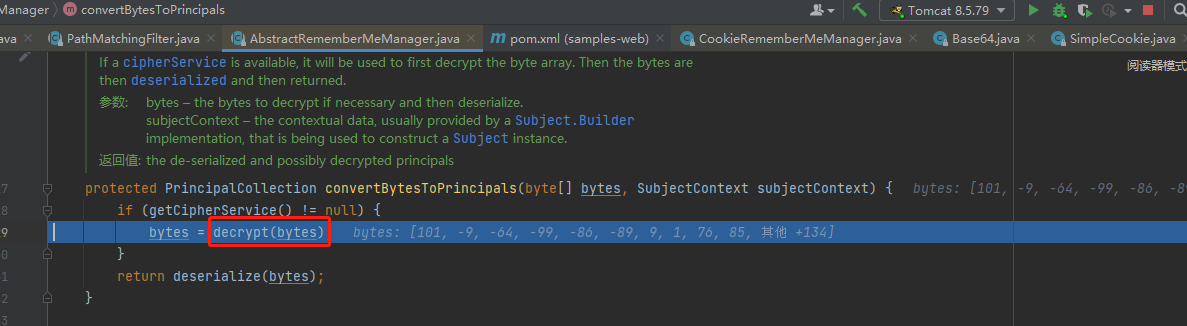 Manager > convertBytesToPrincipals Tomcat 8.5.79
ava PathMatchingFilter.java AbstractRememberMeManager.java pom.xml (samples-web) CookieRememberMeManager.java Base64.java SimpleCookie.java
If a cipherService is available, it will be used to first decrypt the byte array. Then the bytes are 阅读器模式
then deserialized and then returned.
参数: bytes – the bytes to decrypt if necessary and then deserialize.
subjectContext – the contextual data, usually provided by a Subject.Builder
implementation, that is being used to construct a Subject instance.
返回值: the de-serialized and possibly decrypted principals
7 protected PrincipalCollection convertBytesToPrincipals(byte[] bytes, SubjectContext subjectContext) { bytes: [101, -9, -64, -99, -86, -89
8 if (getCipherService() != null) {
9 bytes = decrypt(bytes) bytes: [101, -9, -64, -99, -86, -89, 9, 1, 76, 85, 其他 +134]
0 }
1 return deserialize(bytes);
2 }
3